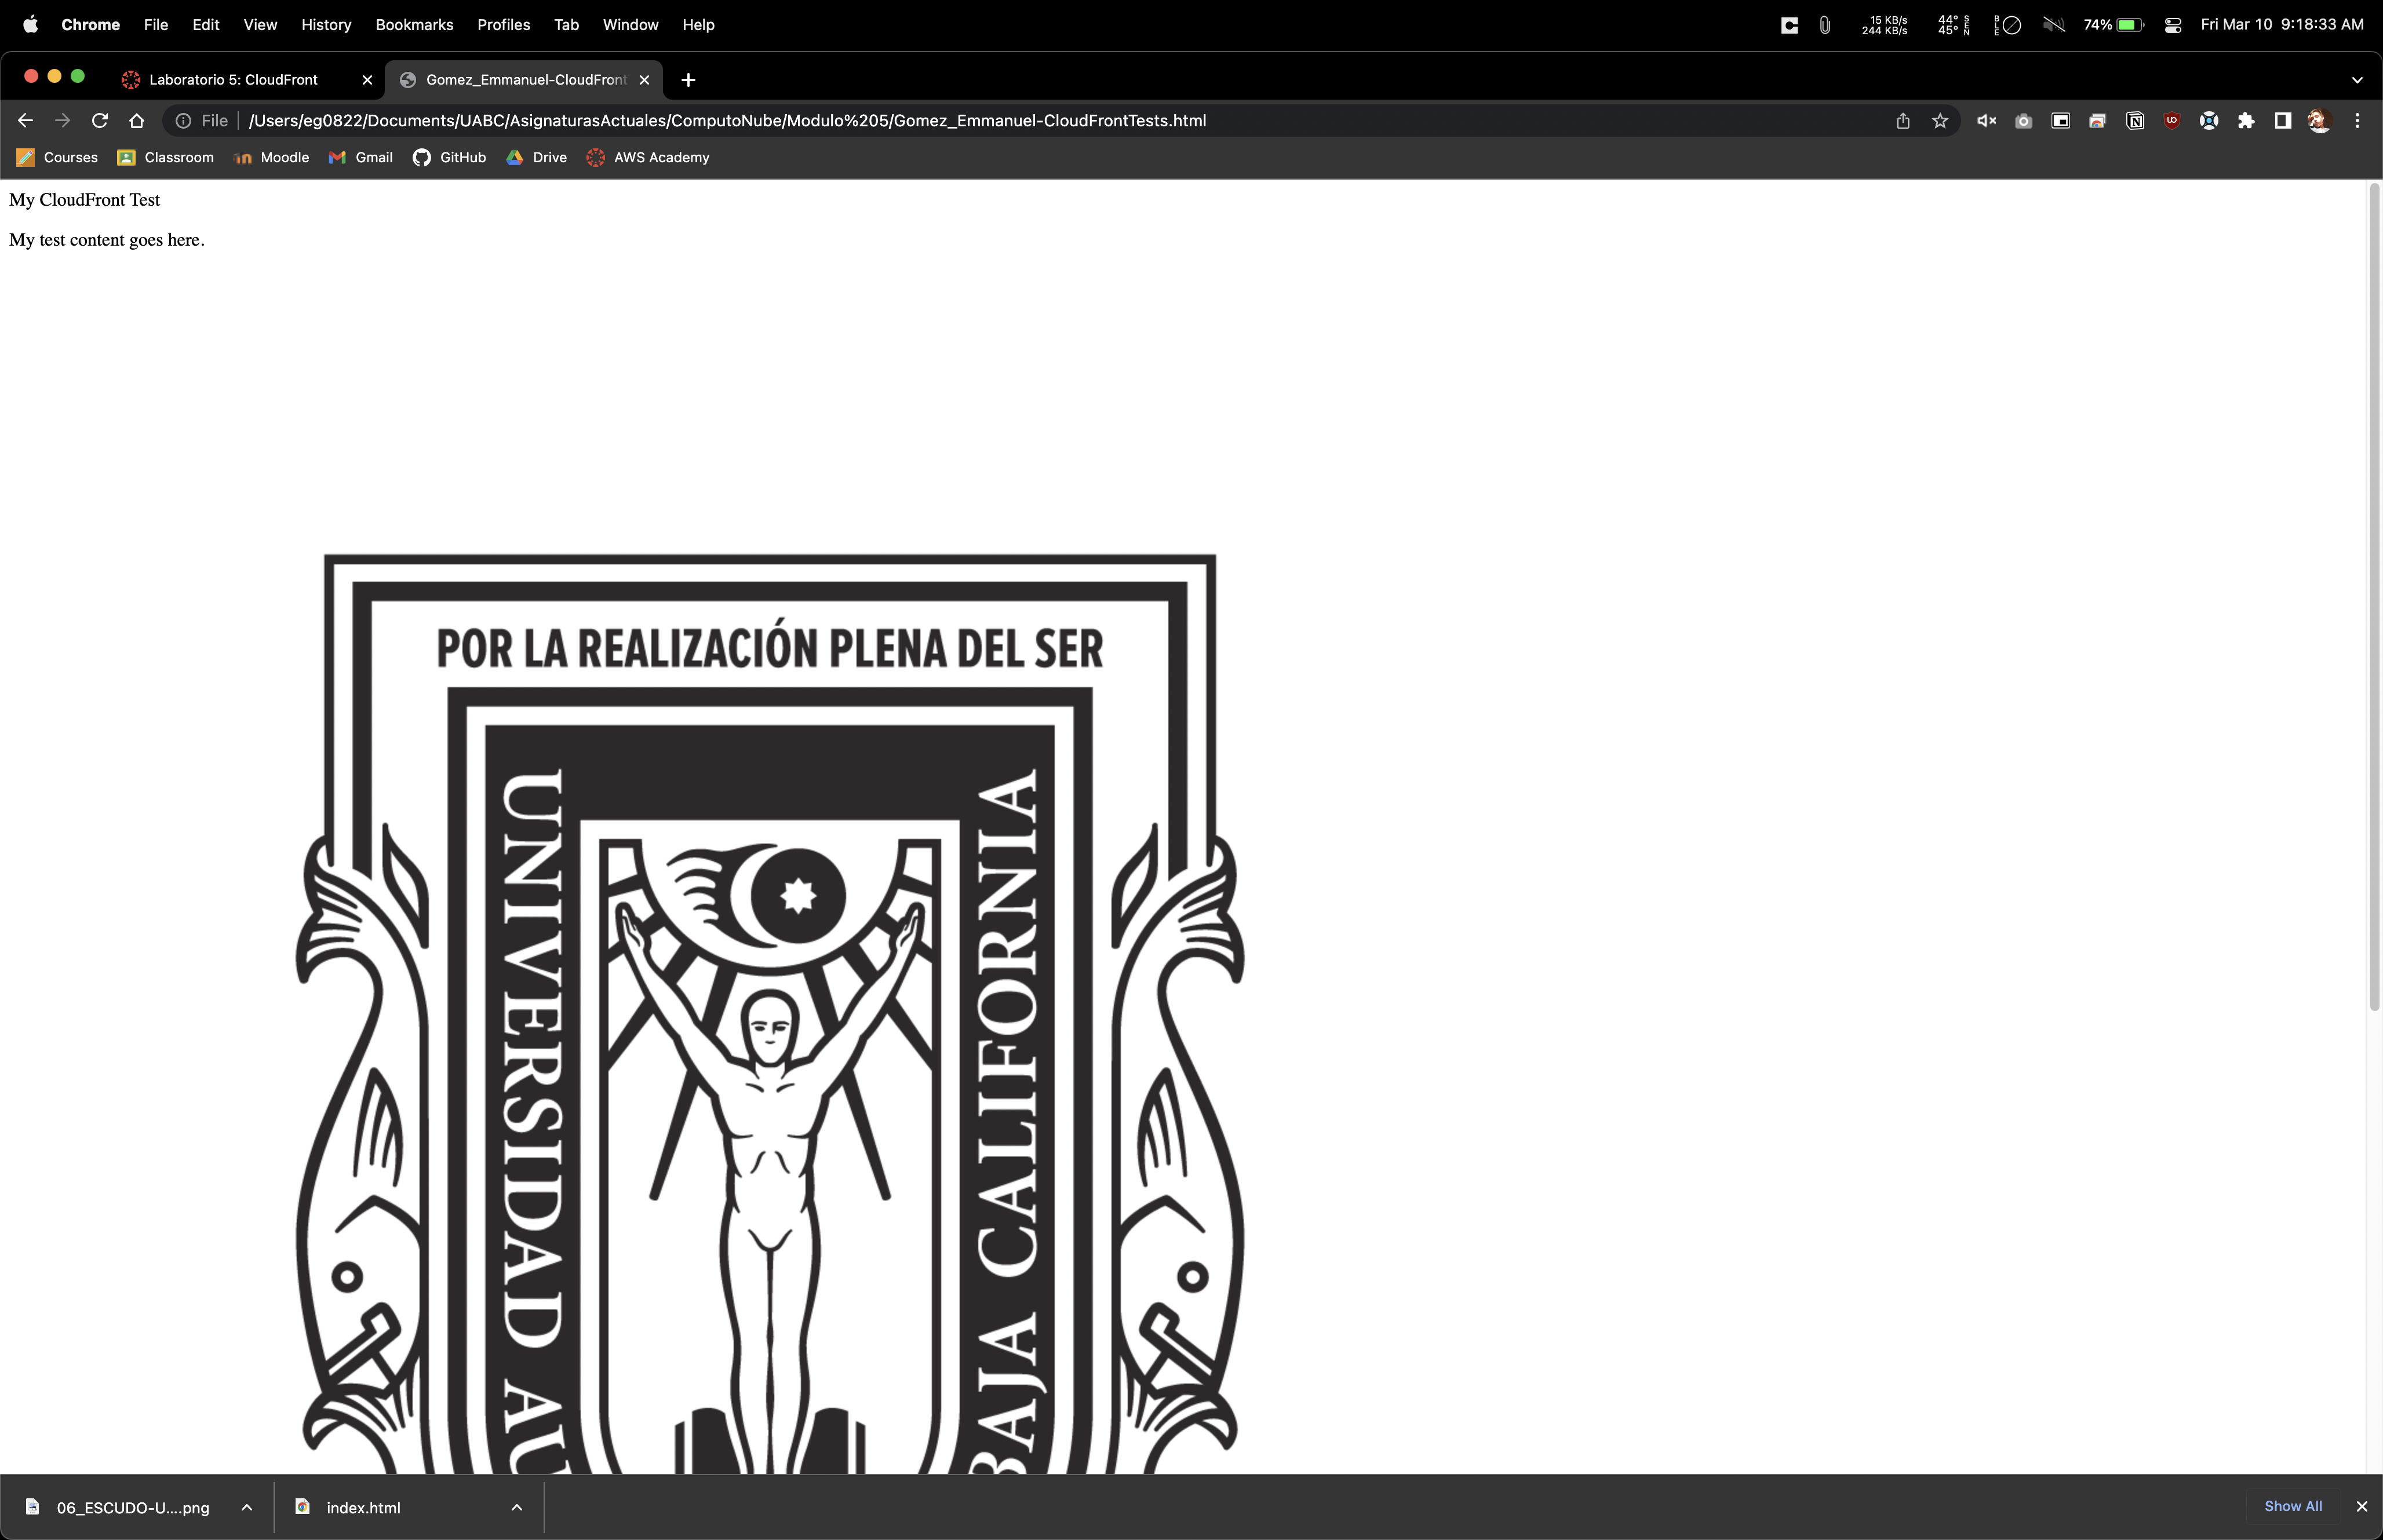 Chrome File Edit View History Bookmarks Profiles Tab Window Help
15 KB/s
244 KB/s
44° 45°
SEN
BLE
74%
Fri Mar 10 9:18:33 AM
Laboratorio 5: CloudFront
Gomez_Emmanuel-CloudFront
File
/Users/eg0822/Documents/UABC/AsignaturasActuales/ComputoNube/Modulo%205/Gomez_Emmanuel-CloudFrontTests.html
Courses Classroom Moodle Gmail GitHub Drive AWS Academy
My CloudFront Test
My test content goes here.
POR LA REALIZACIÓN PLENA DEL SER
UNIVERSIDAD AU
BAJA CALIFORNIA
06_ESCUDO-U....png
index.html
Show All